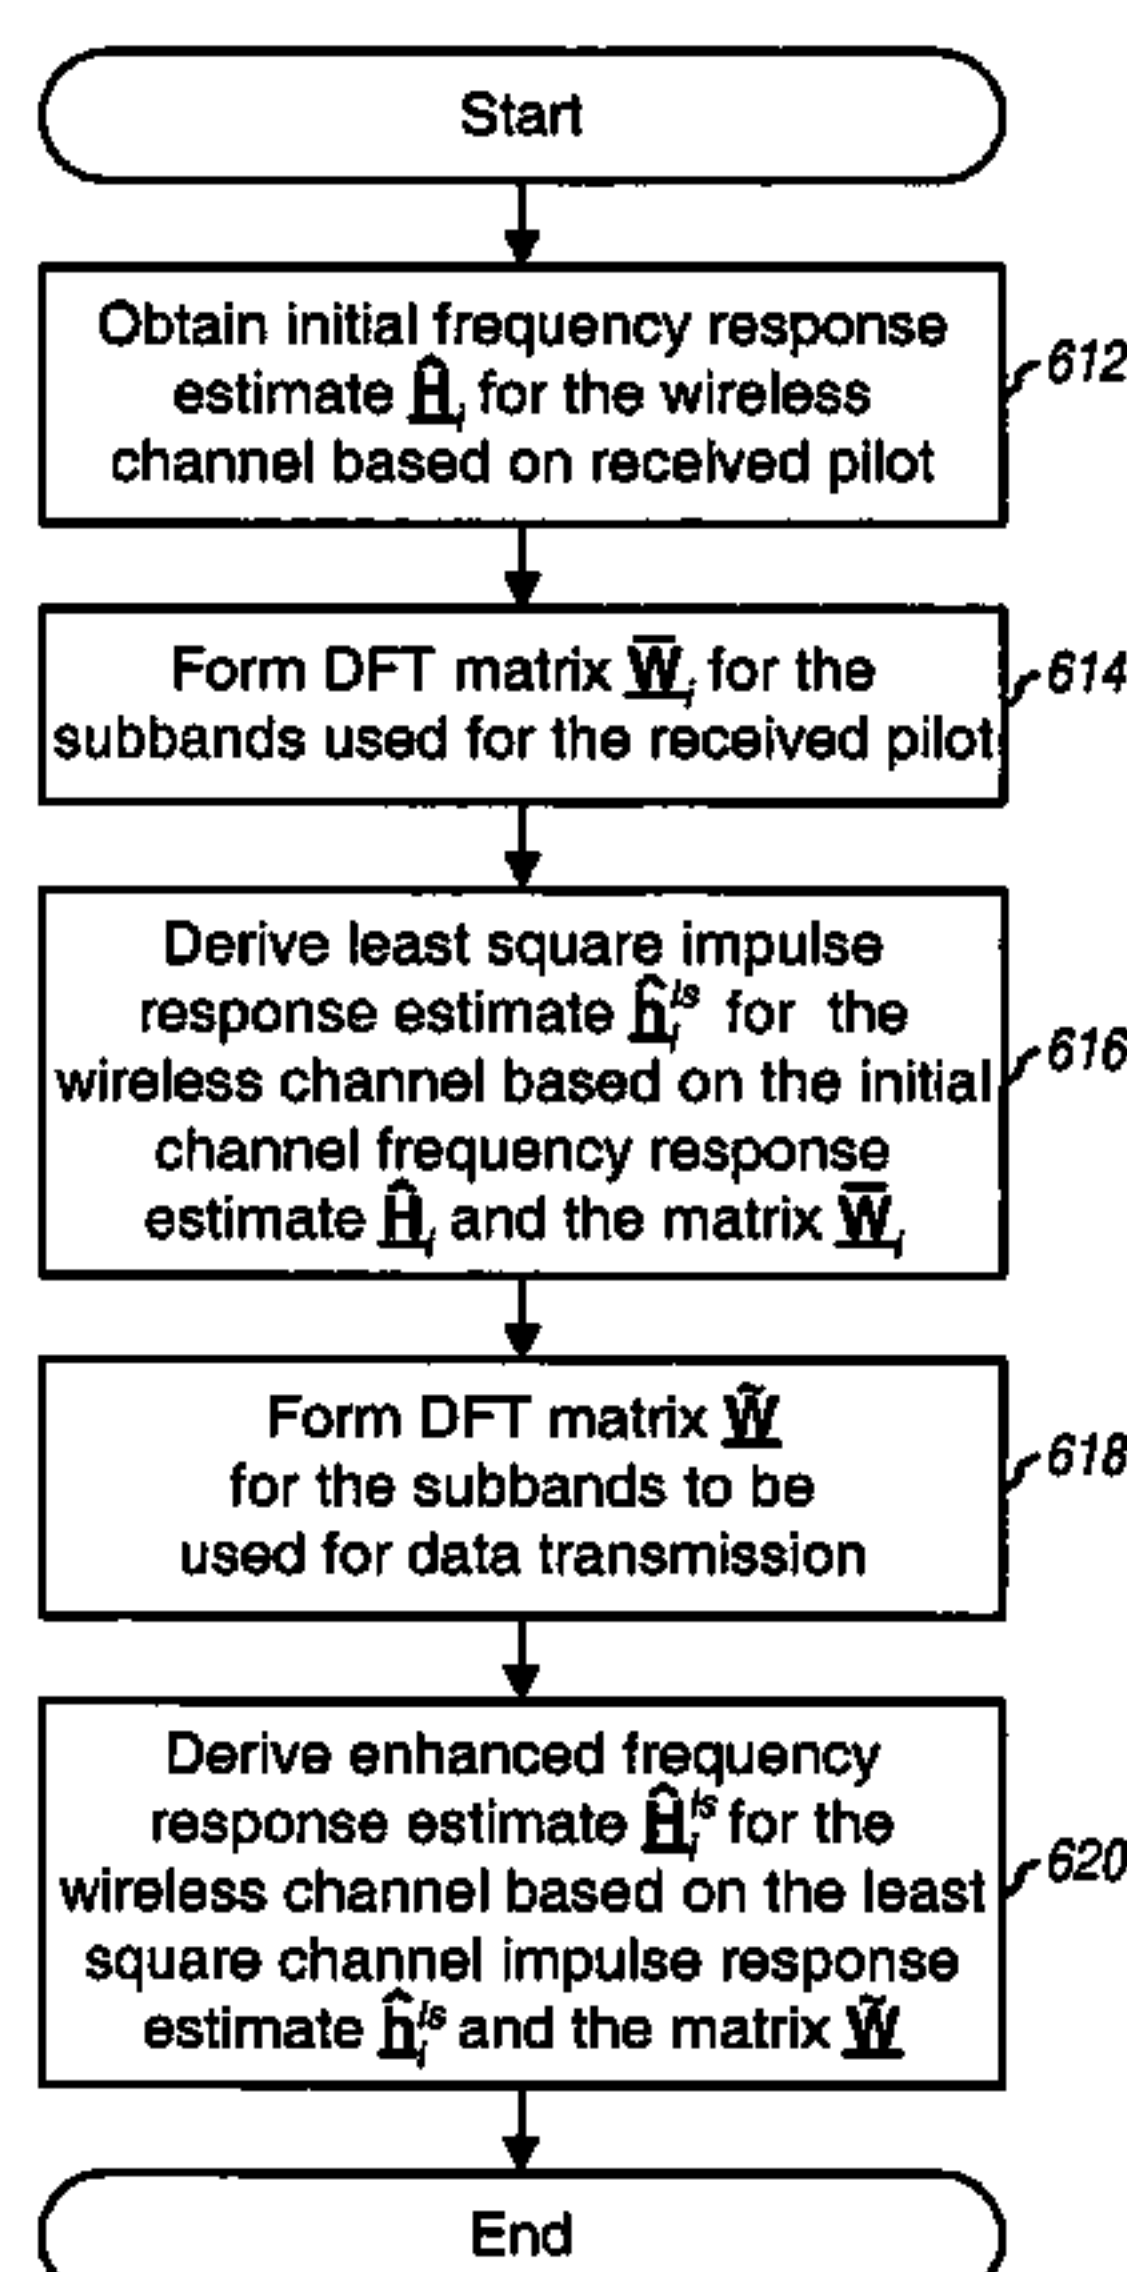 Start
Obtain initial frequency response
estimate Ĥ_i for the wireless
channel based on received pilot
612
Form DFT matrix W̅_i for the
subbands used for the received pilot
614
Derive least square impulse
response estimate ĥ_i^ls for the
wireless channel based on the initial
channel frequency response
estimate Ĥ_i and the matrix W̅_i
616
Form DFT matrix W̃
for the subbands to be
used for data transmission
618
Derive enhanced frequency
response estimate Ĥ_i^ls for the
wireless channel based on the least
square channel impulse response
estimate ĥ_i^ls and the matrix W̃
620
End